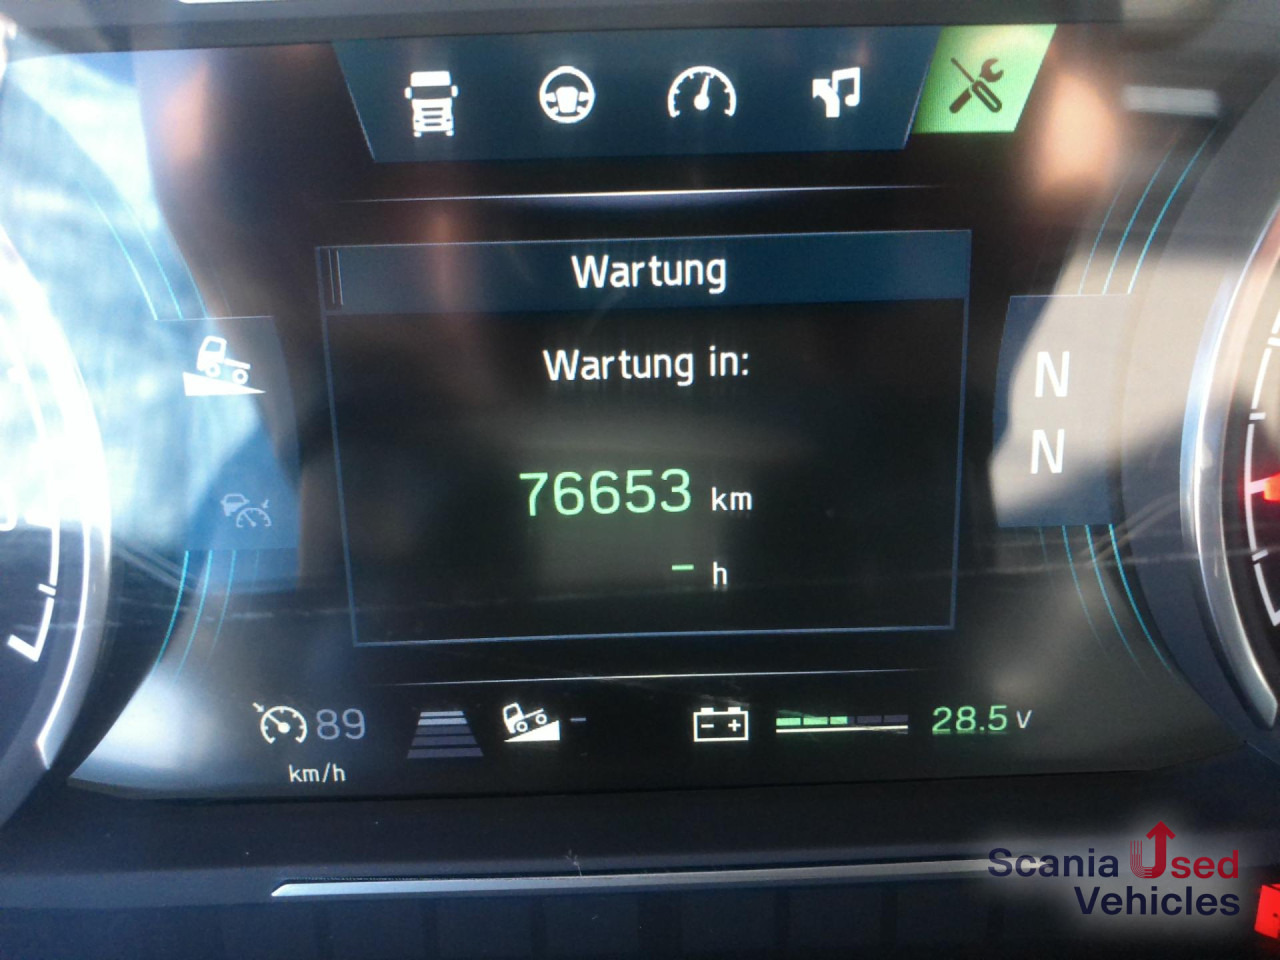 Wartung
Wartung in:
76653 km
- h
N
N
89
km/h
-
28.5 V
Scania Used
Vehicles